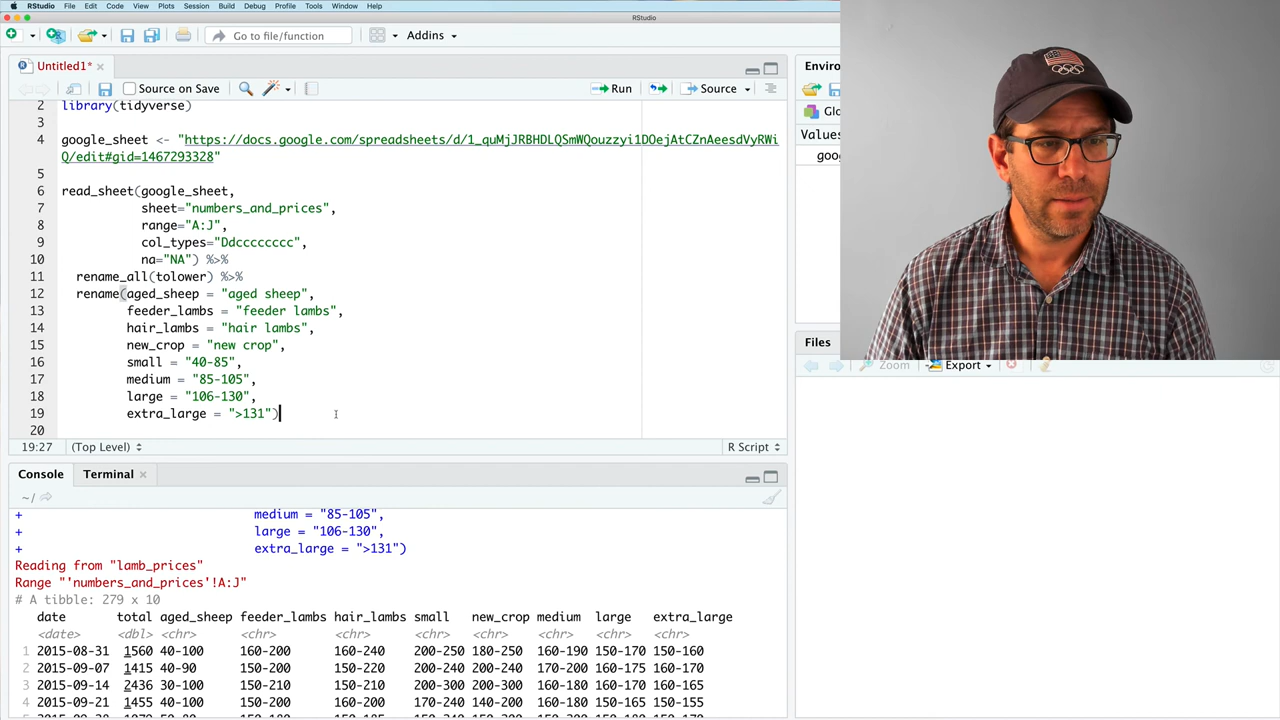 RStudio File Edit Code View Plots Session Build Debug Profile Tools Window Help
RStudio
Go to file/function Addins
Untitled1*
Source on Save Run Source
2 library(tidyverse)
3
4 google_sheet <- "https://docs.google.com/spreadsheets/d/1_quMjJRBHDLQSmWQouzzyi1DOejAtCZnAeesdVyRWi
Q/edit#gid=1467293328"
5
6 read_sheet(google_sheet,
7 sheet="numbers_and_prices",
8 range="A:J",
9 col_types="Ddcccccccc",
10 na="NA") %>%
11 rename_all(tolower) %>%
12 rename(aged_sheep = "aged sheep",
13 feeder_lambs = "feeder lambs",
14 hair_lambs = "hair lambs",
15 new_crop = "new crop",
16 small = "40-85",
17 medium = "85-105",
18 large = "106-130",
19 extra_large = ">131")
20
19:27 (Top Level) R Script
Console Terminal
~/
+ medium = "85-105",
+ large = "106-130",
+ extra_large = ">131")
Reading from "lamb_prices"
Range "'numbers_and_prices'!A:J"
# A tibble: 279 x 10
date total aged_sheep feeder_lambs hair_lambs small new_crop medium large extra_large
<date> <dbl> <chr> <chr> <chr> <chr> <chr> <chr> <chr> <chr>
1 2015-08-31 1560 40-100 160-200 160-240 200-250 180-250 160-190 150-170 150-160
2 2015-09-07 1415 40-90 150-200 150-220 200-240 200-240 170-200 160-175 160-170
3 2015-09-14 2436 30-100 150-210 150-210 200-300 200-300 160-180 160-170 160-165
4 2015-09-21 1455 40-100 150-200 160-200 170-240 140-200 160-180 150-165 150-155
Enviro
Glo
Values
goo
Files
Zoom Export